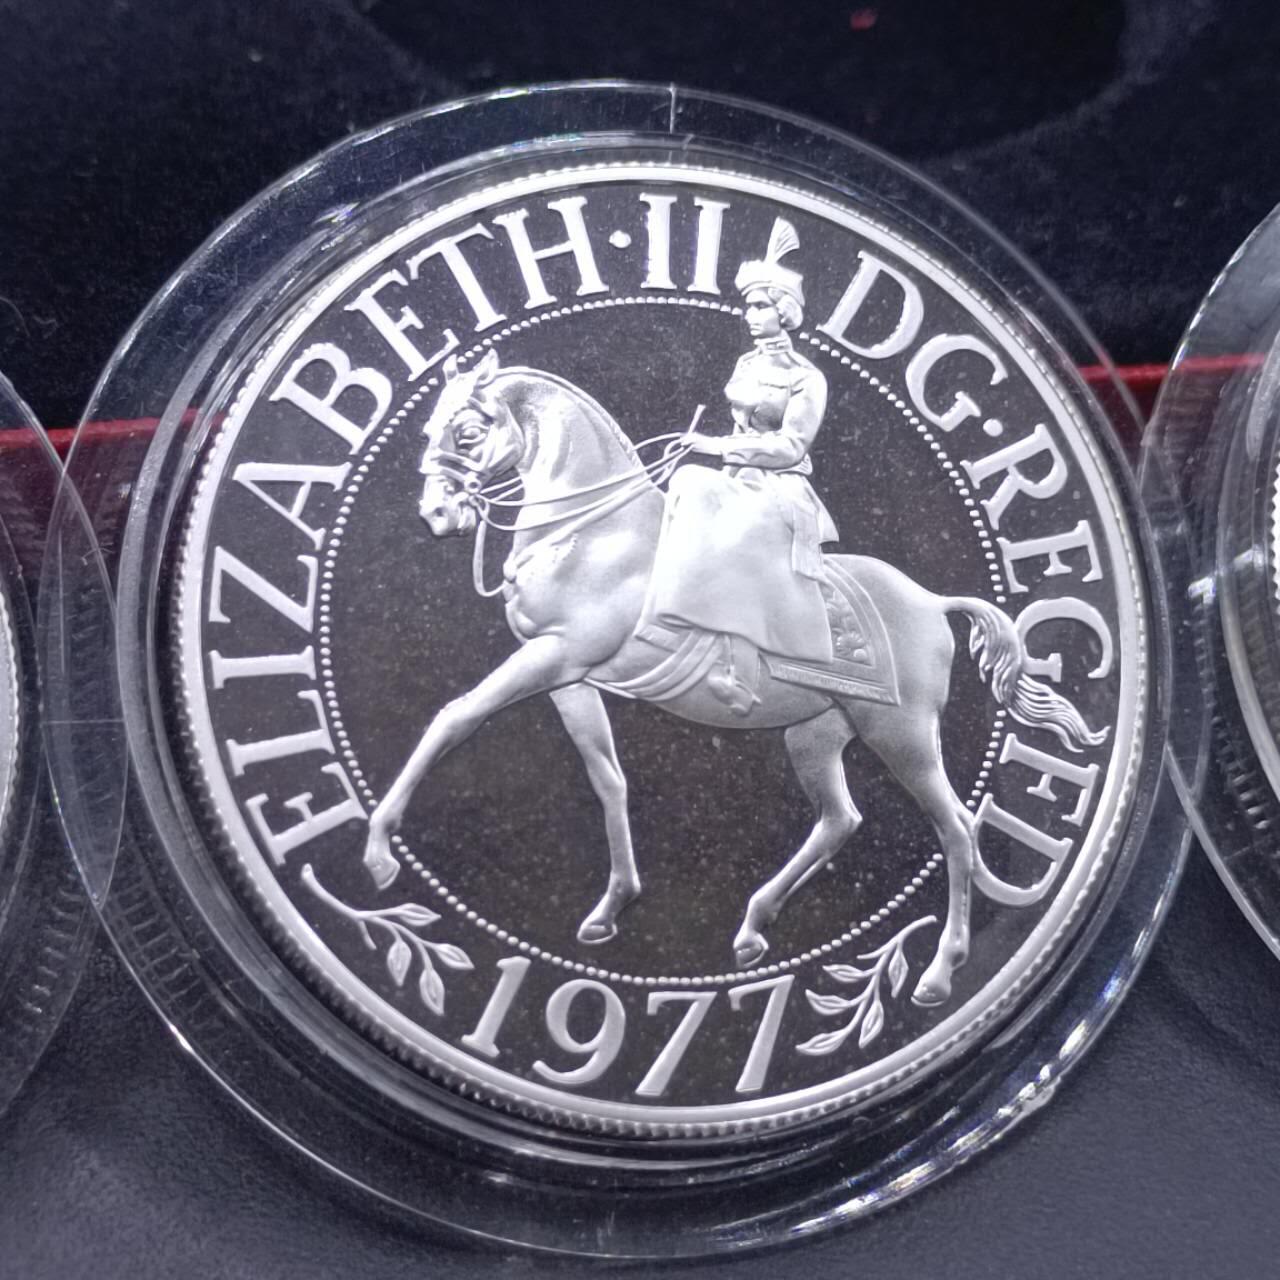 ELIZABETH·II DG·REG FD
1977